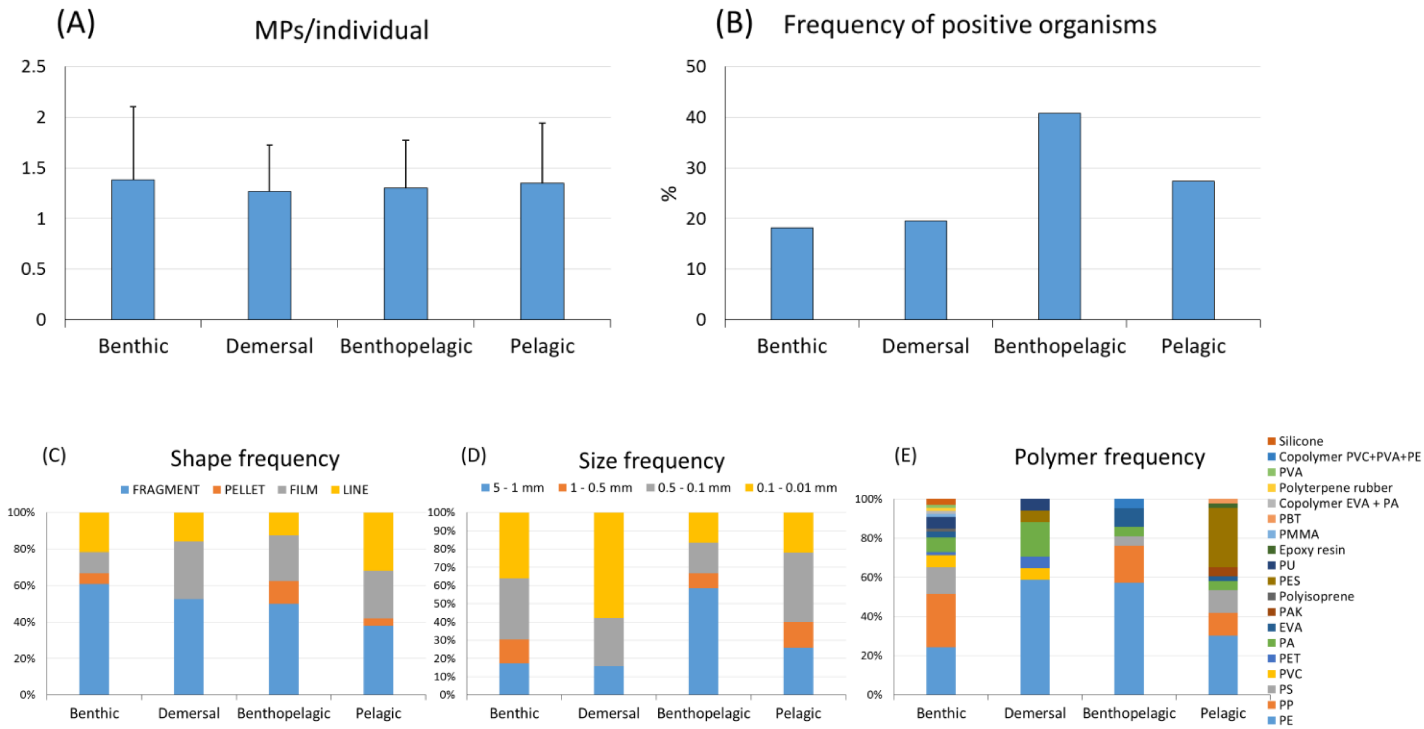 (A)
MPs/individual
2.5
2
1.5
1
0.5
0
Benthic Demersal Benthopelagic Pelagic
(B)
Frequency of positive organisms
50
40
30
20
10
0
%
Benthic Demersal Benthopelagic Pelagic
(C)
Shape frequency
FRAGMENT PELLET FILM LINE
100%
80%
60%
40%
20%
0%
Benthic Demersal Benthopelagic Pelagic
(D)
Size frequency
5 - 1 mm 1 - 0.5 mm 0.5 - 0.1 mm 0.1 - 0.01 mm
100%
90%
80%
70%
60%
50%
40%
30%
20%
10%
0%
Benthic Demersal Benthopelagic Pelagic
(E)
Polymer frequency
100%
80%
60%
40%
20%
0%
Benthic Demersal Benthopelagic Pelagic
Silicone
Copolymer PVC+PVA+PE
PVA
Polyterpene rubber
Copolymer EVA + PA
PBT
PMMA
Epoxy resin
PU
PES
Polyisoprene
PAK
EVA
PA
PET
PVC
PS
PP
PE